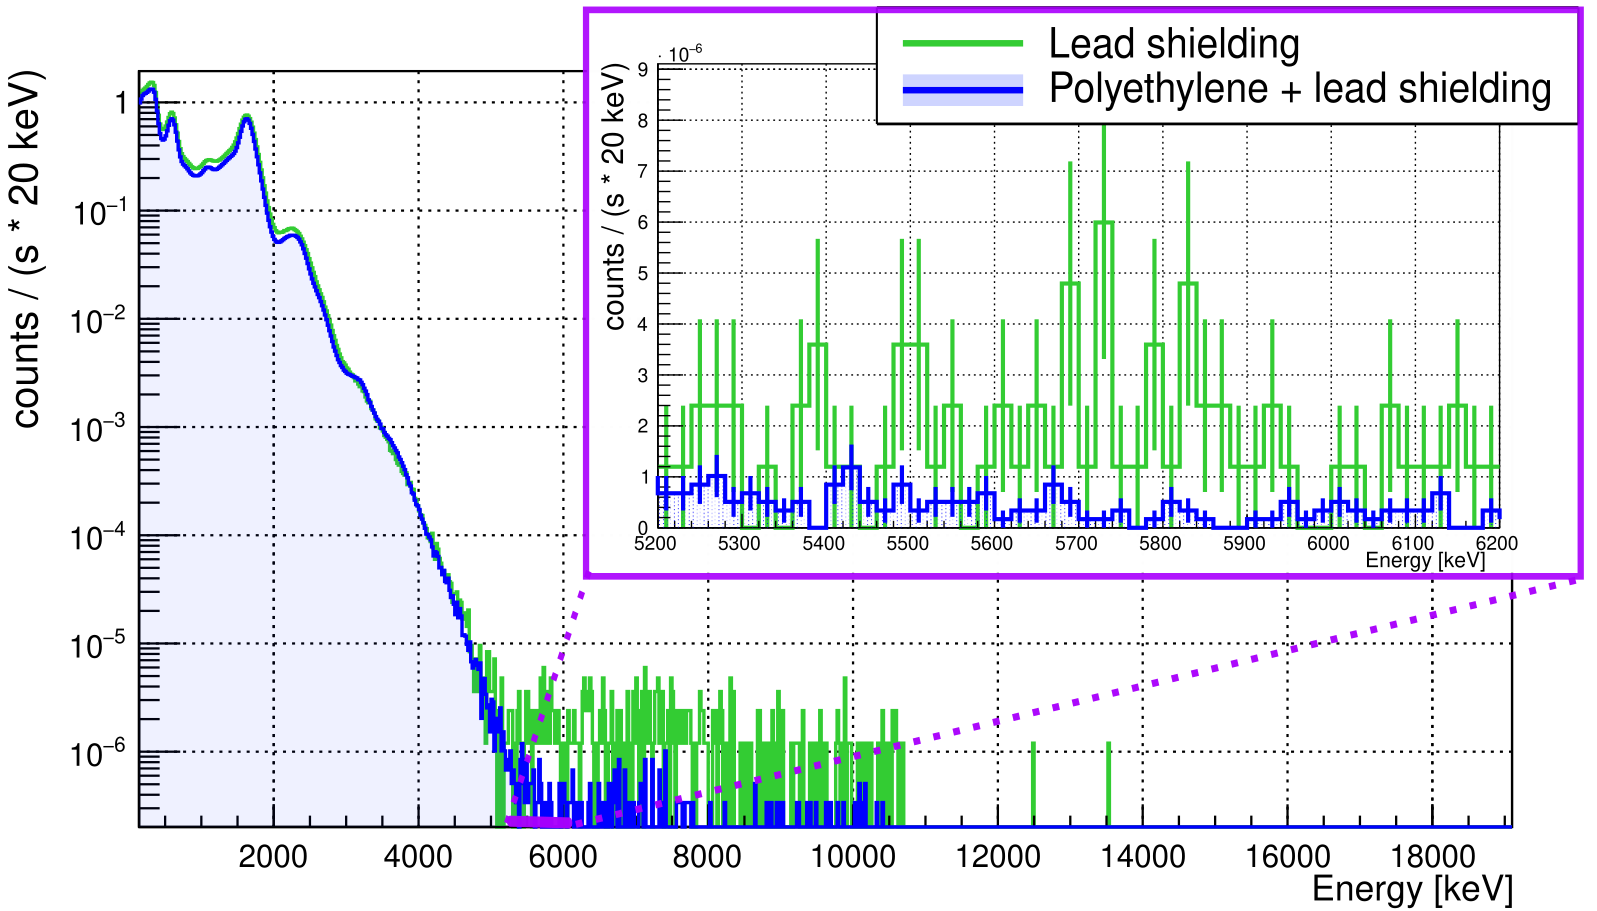 Lead shielding
Polyethylene + lead shielding
· 10⁻⁶
counts / (s * 20 keV)
9
8
7
6
5
4
3
2
1
0
5200 5300 5400 5500 5600 5700 5800 5900 6000 6100 6200
Energy [keV]
counts / (s * 20 keV)
1
10⁻¹
10⁻²
10⁻³
10⁻⁴
10⁻⁵
10⁻⁶
2000 4000 6000 8000 10000 12000 14000 16000 18000
Energy [keV]